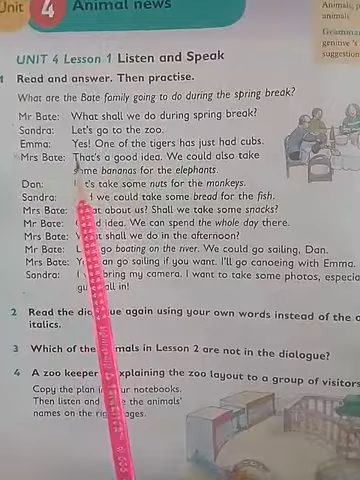 Unit 4 Animal news
Animals, p
animals
Grammar
genitive 's
suggestion
UNIT 4 Lesson 1 Listen and Speak
1 Read and answer. Then practise.
What are the Bate family going to do during the spring break?
Mr Bate: What shall we do during spring break?
Sandra: Let's go to the zoo.
Emma: Yes! One of the tigers has just had cubs.
Mrs Bate: That's a good idea. We could also take
some bananas for the elephants.
Dan: t's take some nuts for the monkeys.
Sandra: d we could take some bread for the fish.
Mrs Bate: at about us? Shall we take some snacks?
Mr Bate: d idea. We can spend the whole day there.
Mrs Bate: t shall we do in the afternoon?
Mr Bate: L go boating on the river. We could go sailing, Dan.
Mrs Bate: Y n go sailing if you want. I'll go canoeing with Emma.
Sandra: I bring my camera. I want to take some photos, especia
gu all in!
2 Read the dia ue again using your own words instead of the
italics.
3 Which of the mals in Lesson 2 are not in the dialogue?
4 A zoo keeper xplaining the zoo layout to a group of visitors
Copy the plan i ur notebooks.
Then listen and e the animals'
names on the ri ages.